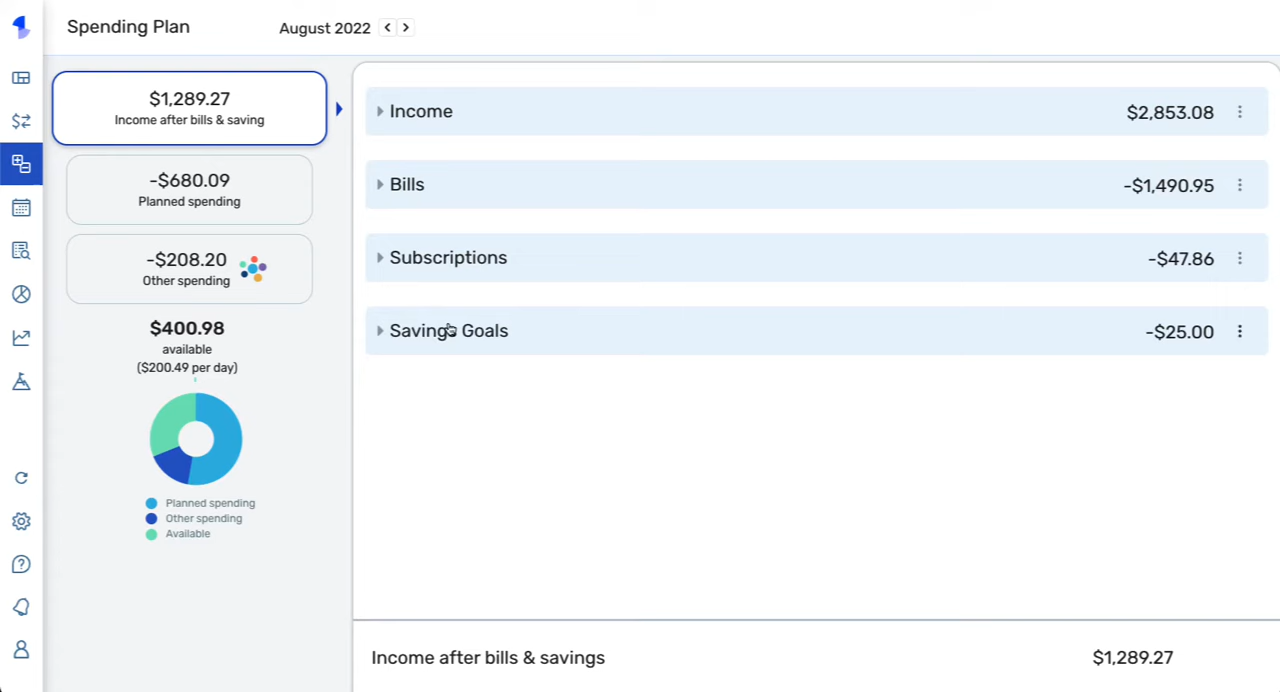 Spending Plan
August 2022
$1,289.27
Income after bills & saving
-$680.09
Planned spending
-$208.20
Other spending
$400.98
available
($200.49 per day)
Planned spending
Other spending
Available
Income $2,853.08
Bills -$1,490.95
Subscriptions -$47.86
Savings Goals -$25.00
Income after bills & savings $1,289.27